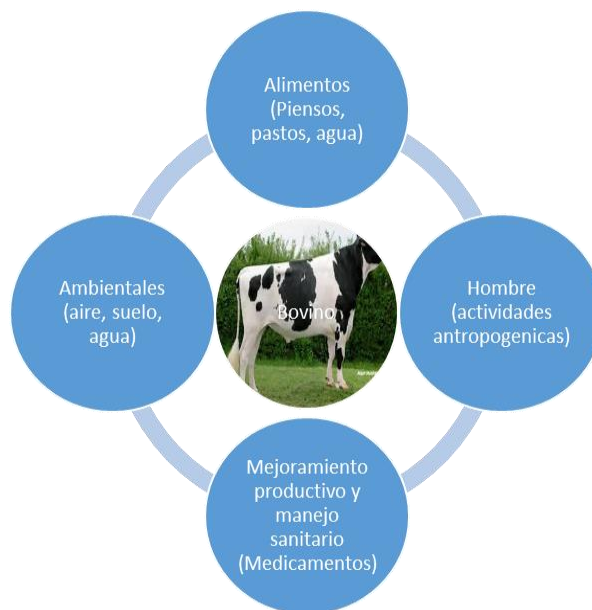 Alimentos
(Piensos,
pastos, agua)
Ambientales
(aire, suelo,
agua)
Bovino
Hombre
(actividades
antropogenicas)
Mejoramiento
productivo y
manejo
sanitario
(Medicamentos)